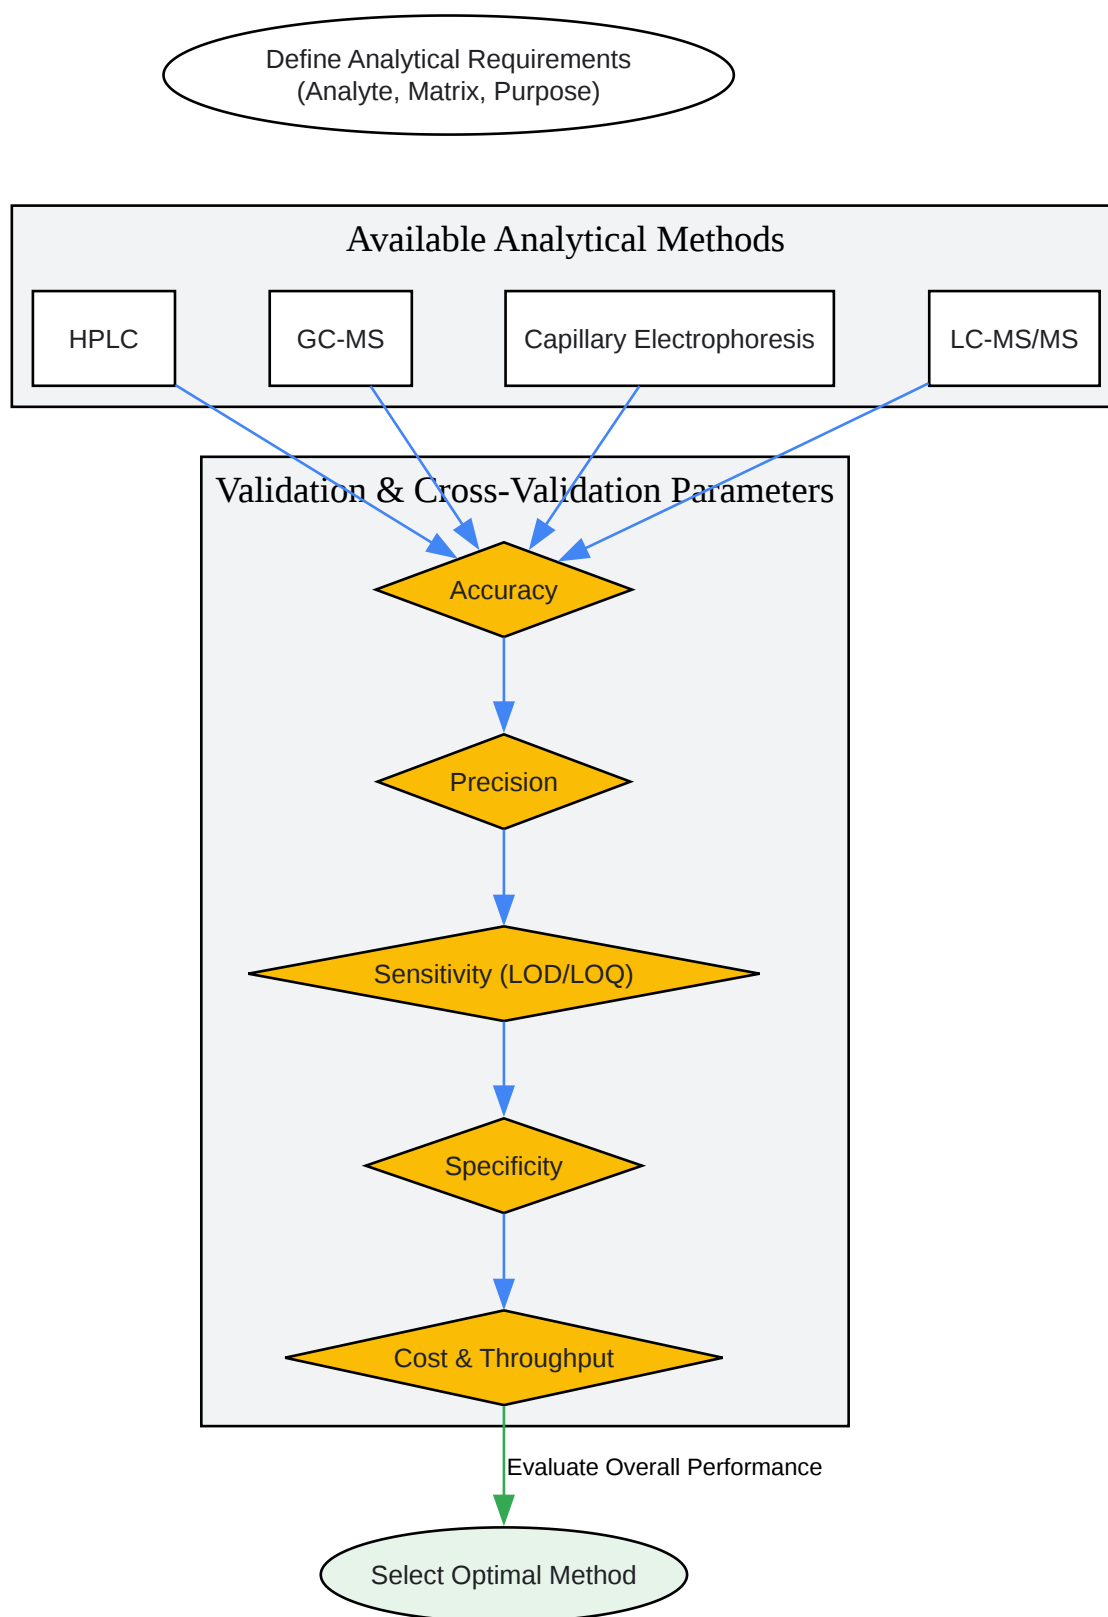 Define Analytical Requirements
(Analyte, Matrix, Purpose)
Available Analytical Methods
HPLC
GC-MS
Capillary Electrophoresis
LC-MS/MS
Validation & Cross-Validation Parameters
Accuracy
Precision
Sensitivity (LOD/LOQ)
Specificity
Cost & Throughput
Evaluate Overall Performance
Select Optimal Method